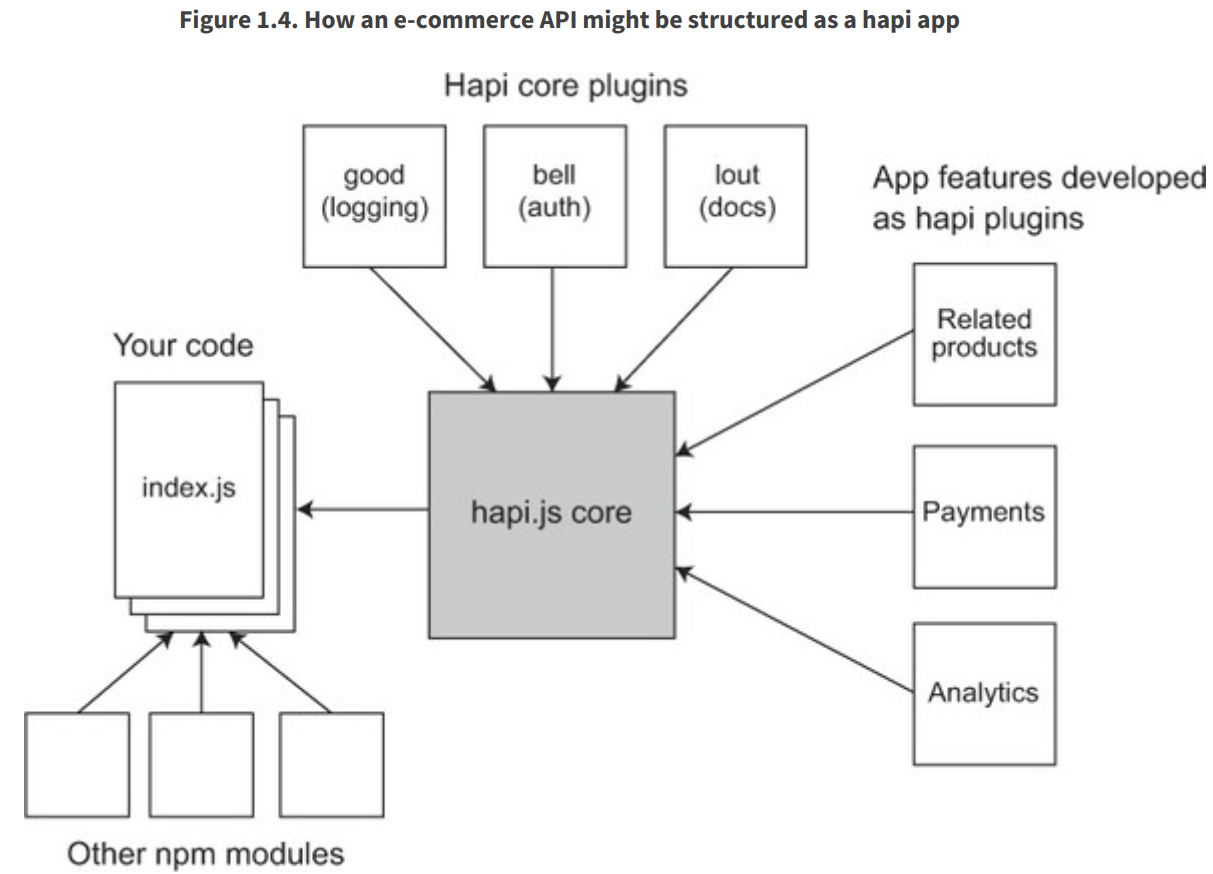 Figure 1.4. How an e-commerce API might be structured as a hapi app
Hapi core plugins
good
(logging)
bell
(auth)
lout
(docs)
App features developed
as hapi plugins
Related
products
Your code
index.js
hapi.js core
Payments
Analytics
Other npm modules